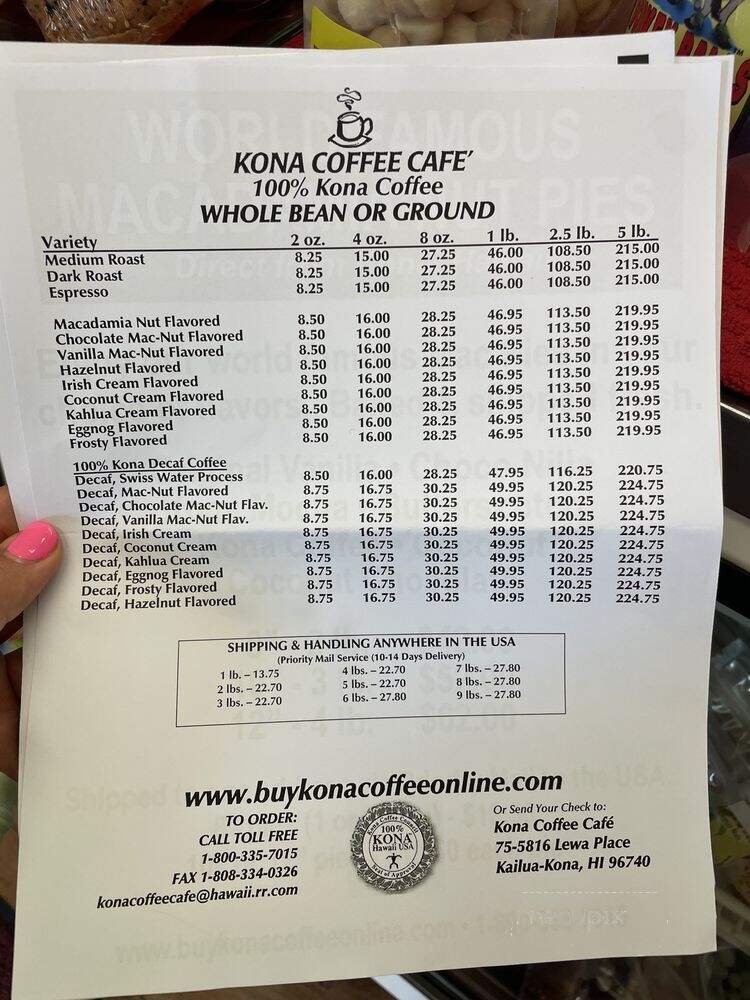 KONA COFFEE CAFE'
100% Kona Coffee
WHOLE BEAN OR GROUND
Variety 2 oz. 4 oz. 8 oz. 1 lb. 2.5 lb. 5 lb.
Medium Roast 8.25 15.00 27.25 46.00 108.50 215.00
Dark Roast 8.25 15.00 27.25 46.00 108.50 215.00
Espresso 8.25 15.00 27.25 46.00 108.50 215.00
Macadamia Nut Flavored 8.50 16.00 28.25 46.95 113.50 219.95
Chocolate Mac-Nut Flavored 8.50 16.00 28.25 46.95 113.50 219.95
Vanilla Mac-Nut Flavored 8.50 16.00 28.25 46.95 113.50 219.95
Hazelnut Flavored 8.50 16.00 28.25 46.95 113.50 219.95
Irish Cream Flavored 8.50 16.00 28.25 46.95 113.50 219.95
Coconut Cream Flavored 8.50 16.00 28.25 46.95 113.50 219.95
Kahlua Cream Flavored 8.50 16.00 28.25 46.95 113.50 219.95
Eggnog Flavored 8.50 16.00 28.25 46.95 113.50 219.95
Frosty Flavored 8.50 16.00 28.25 46.95 113.50 219.95
100% Kona Decaf Coffee
Decaf, Swiss Water Process 8.50 16.00 28.25 47.95 116.25 220.75
Decaf, Mac-Nut Flavored 8.75 16.75 30.25 49.95 120.25 224.75
Decaf, Chocolate Mac-Nut Flav. 8.75 16.75 30.25 49.95 120.25 224.75
Decaf, Vanilla Mac-Nut Flav. 8.75 16.75 30.25 49.95 120.25 224.75
Decaf, Irish Cream 8.75 16.75 30.25 49.95 120.25 224.75
Decaf, Coconut Cream 8.75 16.75 30.25 49.95 120.25 224.75
Decaf, Kahlua Cream 8.75 16.75 30.25 49.95 120.25 224.75
Decaf, Eggnog Flavored 8.75 16.75 30.25 49.95 120.25 224.75
Decaf, Frosty Flavored 8.75 16.75 30.25 49.95 120.25 224.75
Decaf, Hazelnut Flavored 8.75 16.75 30.25 49.95 120.25 224.75
SHIPPING & HANDLING ANYWHERE IN THE USA
(Priority Mail Service (10-14 Days Delivery)
1 lb. – 13.75 4 lbs. – 22.70 7 lbs. – 27.80
2 lbs. – 22.70 5 lbs. – 22.70 8 lbs. – 27.80
3 lbs. – 22.70 6 lbs. – 27.80 9 lbs. – 27.80
www.buykonacoffeeonline.com
TO ORDER:
CALL TOLL FREE
1-800-335-7015
FAX 1-808-334-0326
konacoffeecafe@hawaii.rr.com
Kona Coffee Council
100%
KONA
Hawaii USA
Seal of Approval
Or Send Your Check to:
Kona Coffee Café
75-5816 Lewa Place
Kailua-Kona, HI 96740